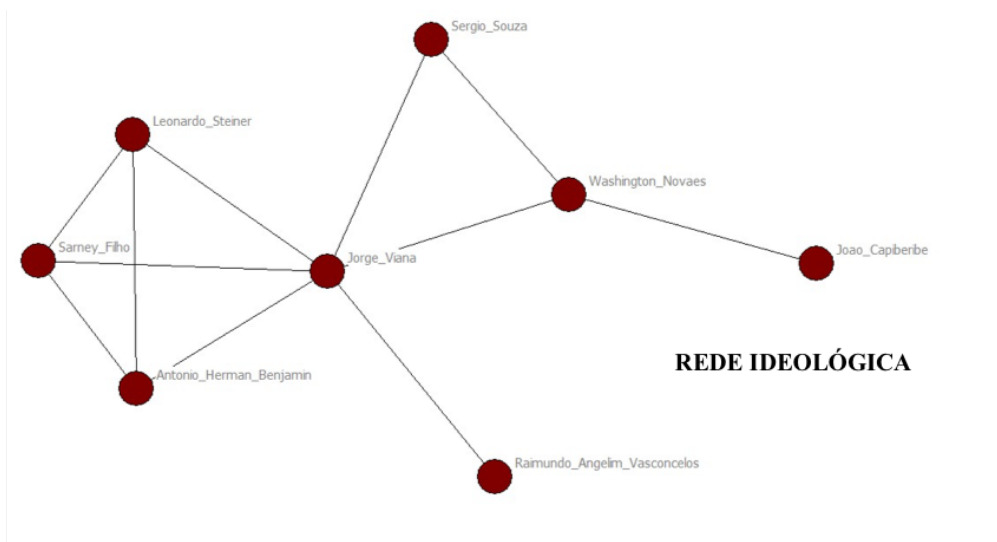 Sergio_Souza
Leonardo_Steiner
Washington_Novaes
Sarney_Filho
Jorge_Viana
Joao_Capiberibe
REDE IDEOLÓGICA
Antonio_Herman_Benjamin
Raimundo_Angelim_Vasconcelos